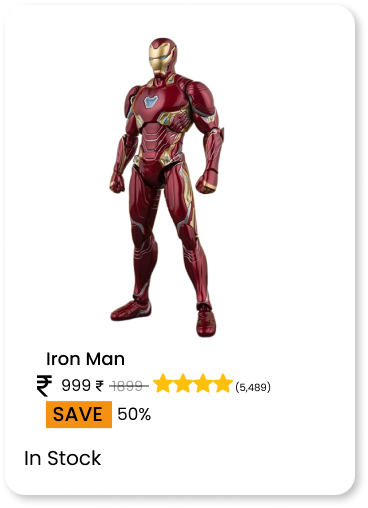 Iron Man
₹ 999 ₹ 1899 (5,489)
SAVE 50%
In Stock